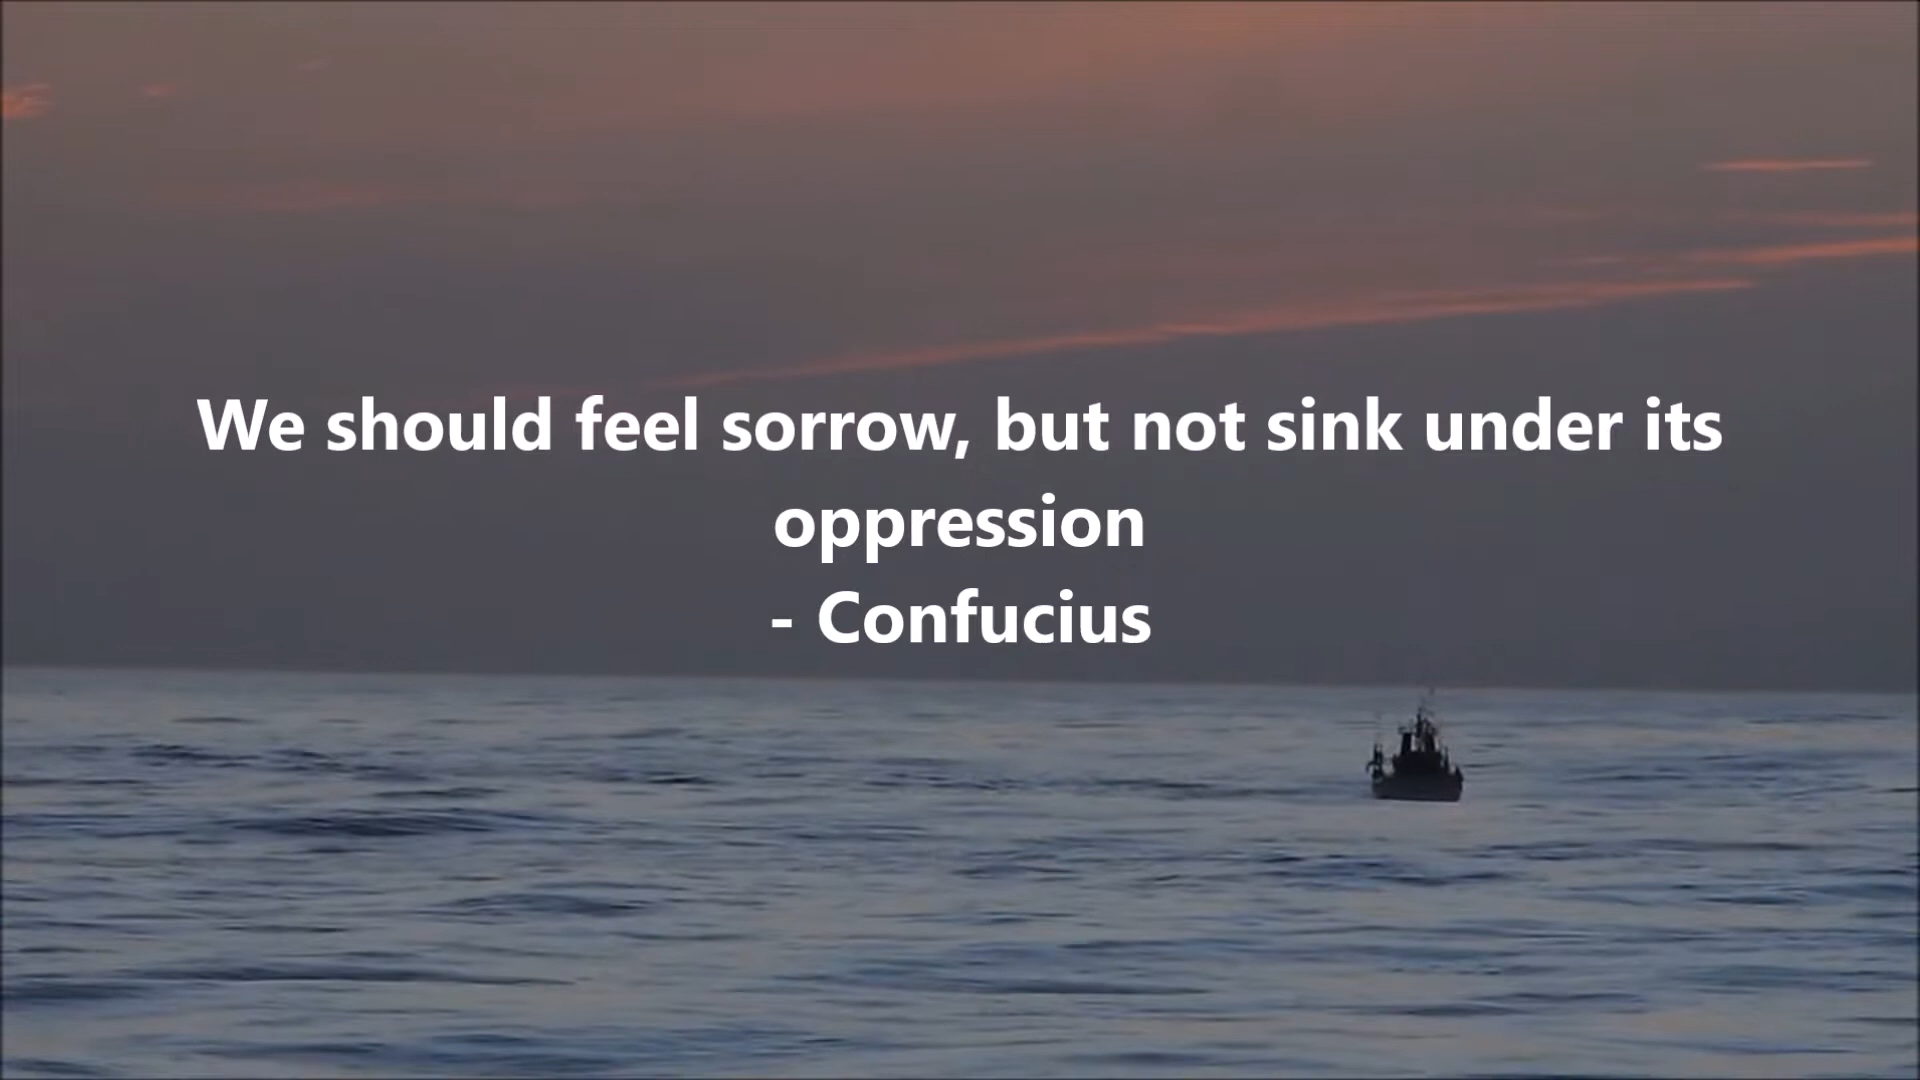 We should feel sorrow, but not sink under its
oppression
- Confucius